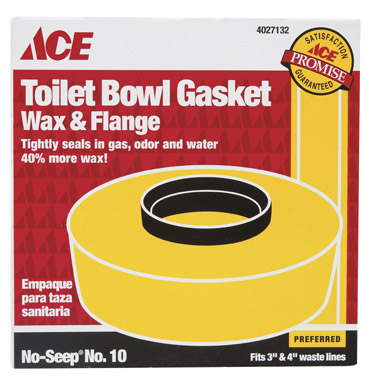 ACE
4027132
SATISFACTION
ACE
PROMISE
GUARANTEED
Toilet Bowl Gasket
Wax & Flange
Tightly seals in gas, odor and water
40% more wax!
Empaque
para taza
sanitaria
PREFERRED
No-Seep® No. 10
Fits 3" & 4" waste lines